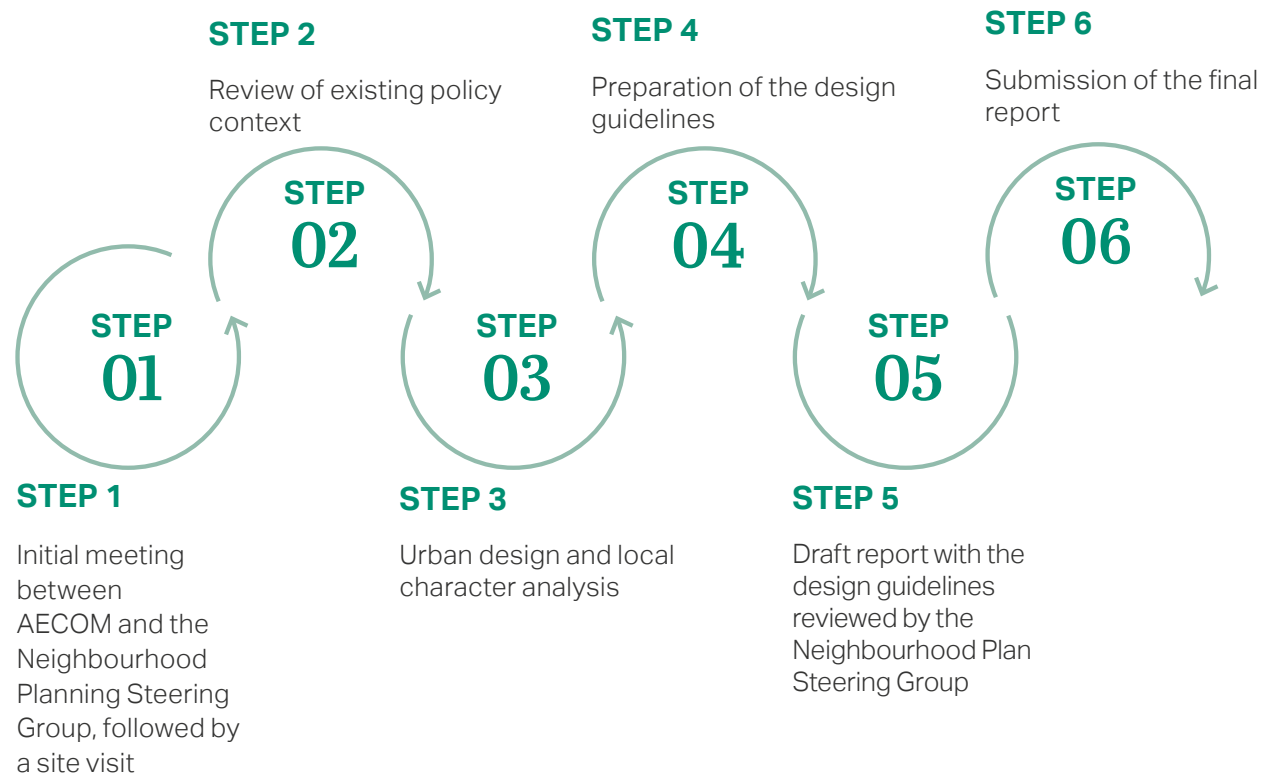 STEP 2
Review of existing policy
context
STEP 4
Preparation of the design
guidelines
STEP 6
Submission of the final
report
STEP
01
STEP
02
STEP
03
STEP
04
STEP
05
STEP
06
STEP 1
Initial meeting
between
AECOM and the
Neighbourhood
Planning Steering
Group, followed by
a site visit
STEP 3
Urban design and local
character analysis
STEP 5
Draft report with the
design guidelines
reviewed by the
Neighbourhood Plan
Steering Group